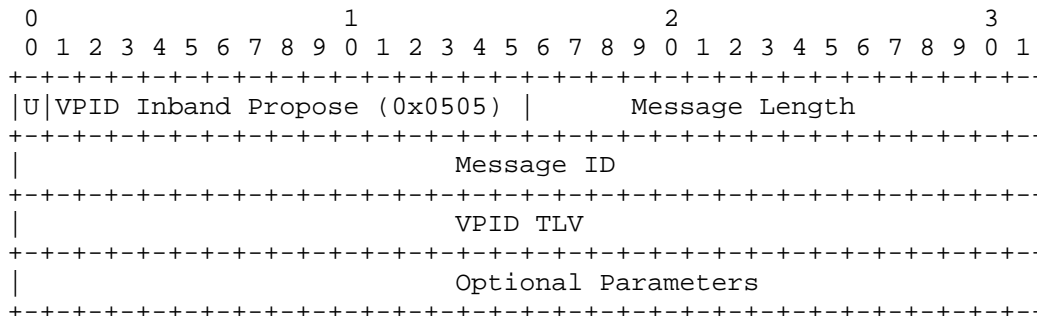 0                   1                   2                   3
 0 1 2 3 4 5 6 7 8 9 0 1 2 3 4 5 6 7 8 9 0 1 2 3 4 5 6 7 8 9 0 1
+-+-+-+-+-+-+-+-+-+-+-+-+-+-+-+-+-+-+-+-+-+-+-+-+-+-+-+-+-+-+-+-
|U|VPID Inband Propose (0x0505) |      Message Length
+-+-+-+-+-+-+-+-+-+-+-+-+-+-+-+-+-+-+-+-+-+-+-+-+-+-+-+-+-+-+-+-
|                           Message ID
+-+-+-+-+-+-+-+-+-+-+-+-+-+-+-+-+-+-+-+-+-+-+-+-+-+-+-+-+-+-+-+-
|                           VPID TLV
+-+-+-+-+-+-+-+-+-+-+-+-+-+-+-+-+-+-+-+-+-+-+-+-+-+-+-+-+-+-+-+-
|                           Optional Parameters
+-+-+-+-+-+-+-+-+-+-+-+-+-+-+-+-+-+-+-+-+-+-+-+-+-+-+-+-+-+-+-+-